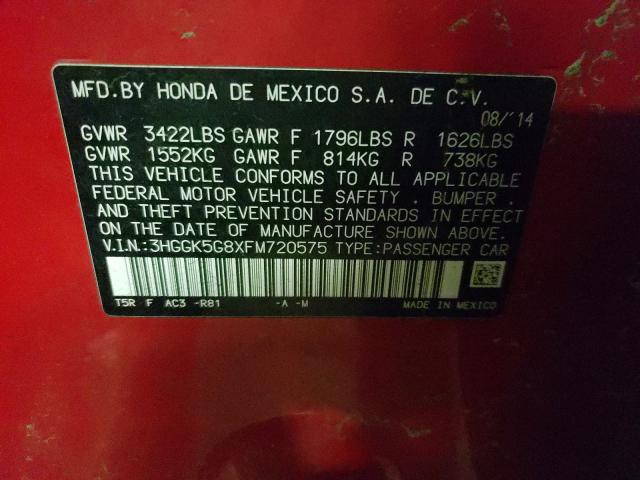 MFD.BY HONDA DE MEXICO S.A. DE C.V.
08/'14
GVWR 3422LBS GAWR F 1796LBS R 1626LBS
GVWR 1552KG GAWR F 814KG R 738KG
THIS VEHICLE CONFORMS TO ALL APPLICABLE
FEDERAL MOTOR VEHICLE SAFETY . BUMPER .
AND THEFT PREVENTION STANDARDS IN EFFECT
ON THE DATE OF MANUFACTURE SHOWN ABOVE.
V.I.N.:3HGGK5G8XFM720575 TYPE:PASSENGER CAR
T5R F AC3 -R81 -A -M MADE IN MEXICO